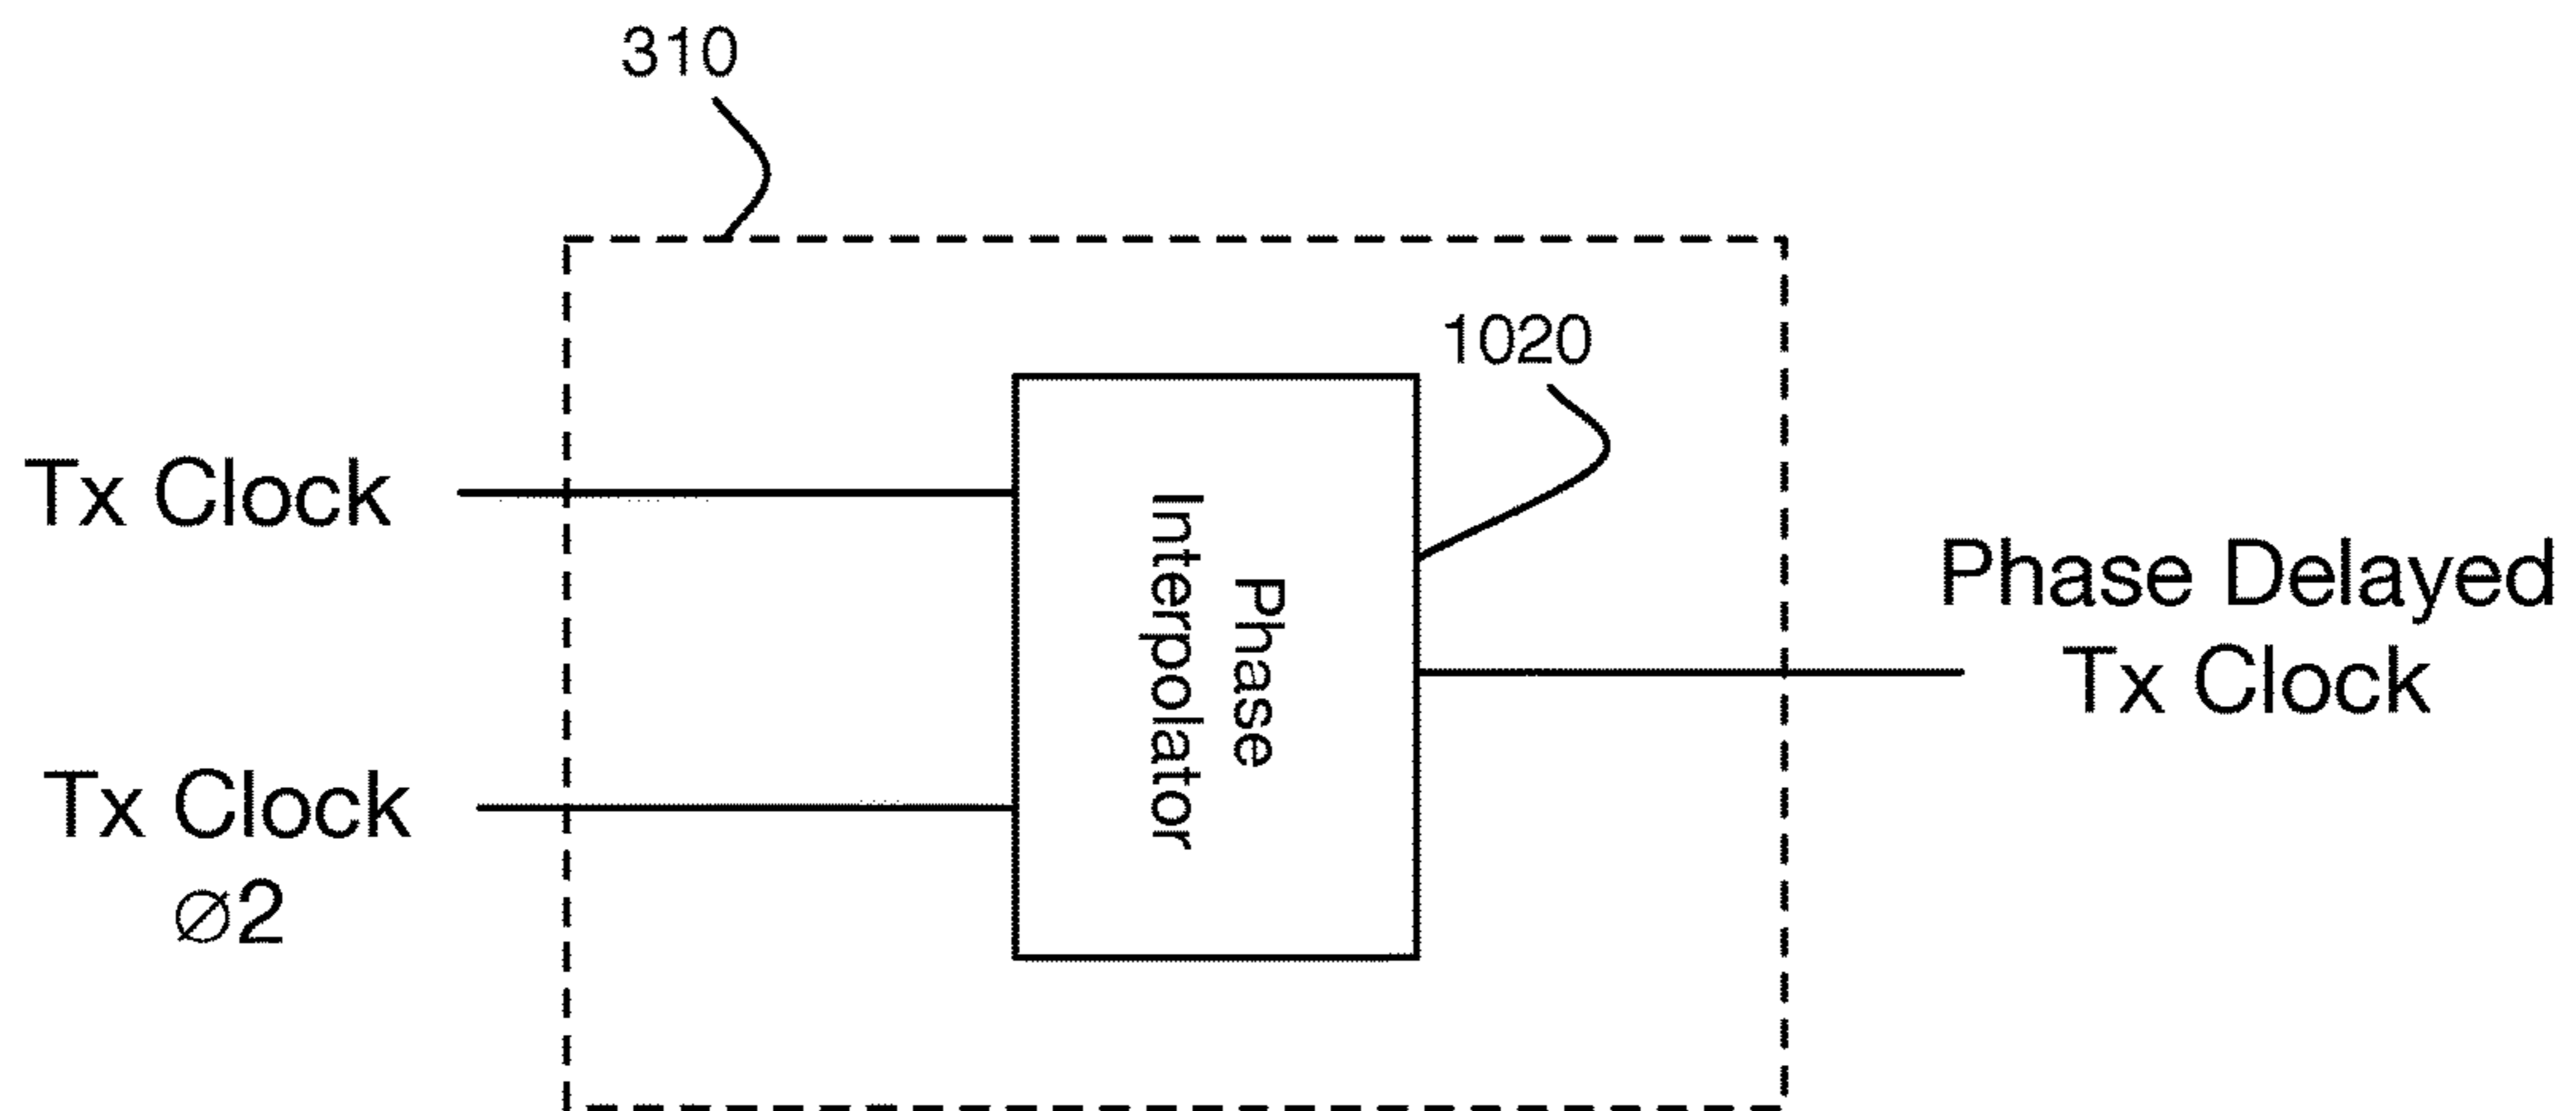 310
1020
Tx Clock
Phase
Interpolator
Phase Delayed
Tx Clock
Tx Clock
∅2